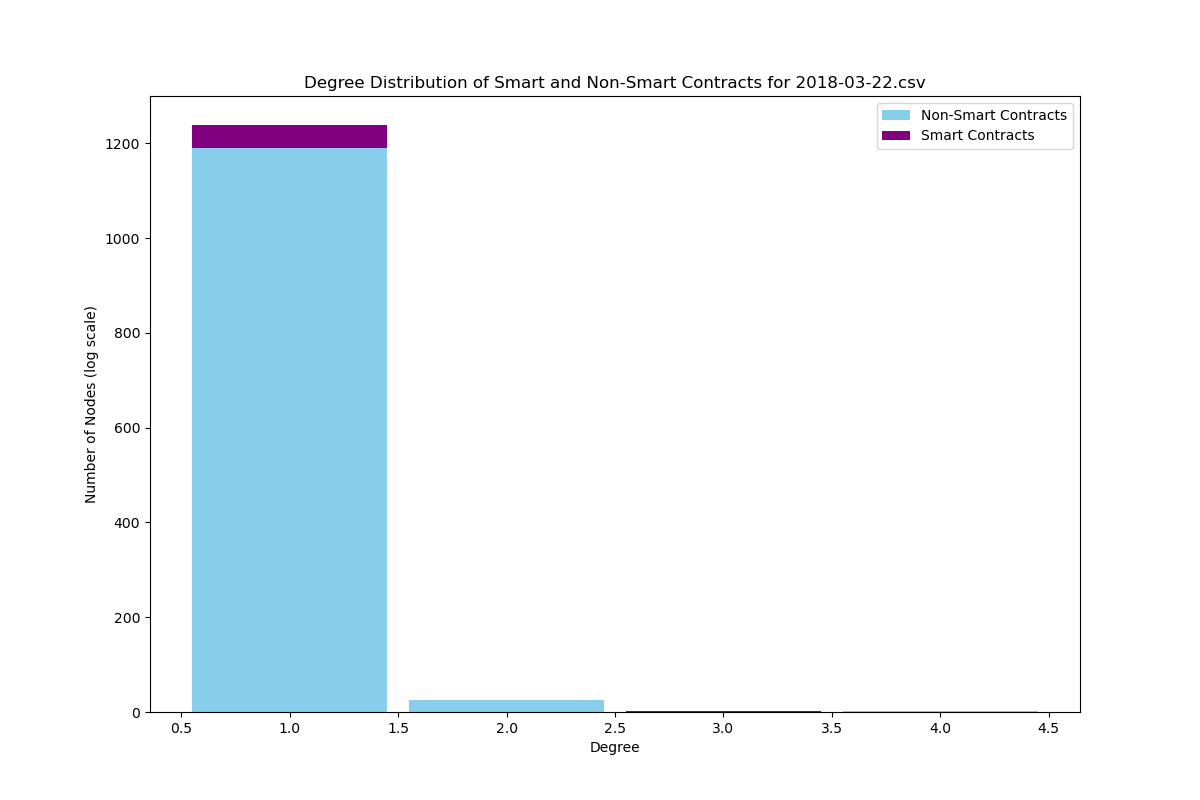 Degree Distribution of Smart and Non-Smart Contracts for 2018-03-22.csv
Non-Smart Contracts
Smart Contracts
Number of Nodes (log scale)
1200
1000
800
600
400
200
0
0.5 1.0 1.5 2.0 2.5 3.0 3.5 4.0 4.5
Degree